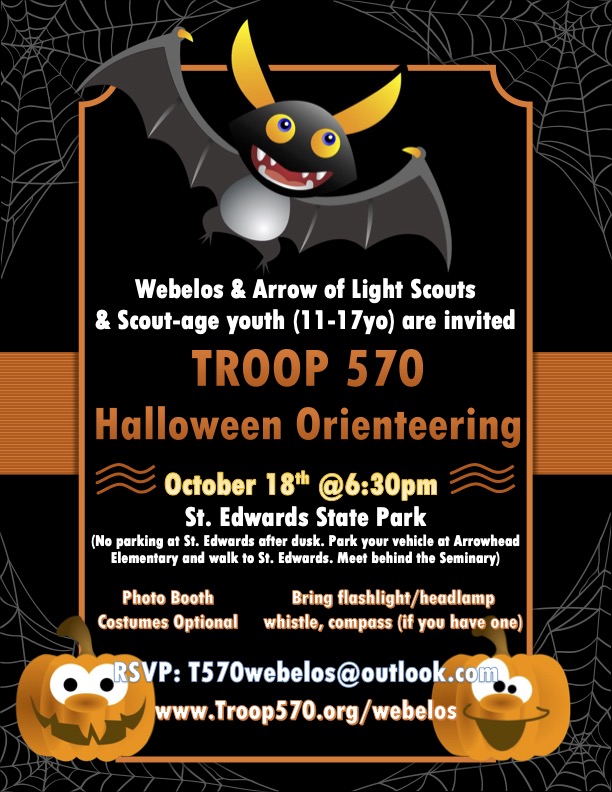 Webelos & Arrow of Light Scouts
& Scout-age youth (11-17yo) are invited
TROOP 570
Halloween Orienteering
October 18th @6:30pm
St. Edwards State Park
(No parking at St. Edwards after dusk. Park your vehicle at Arrowhead
Elementary and walk to St. Edwards. Meet behind the Seminary)
Photo Booth
Costumes Optional
Bring flashlight/headlamp
whistle, compass (if you have one)
RSVP: T570webelos@outlook.com
www.Troop570.org/webelos